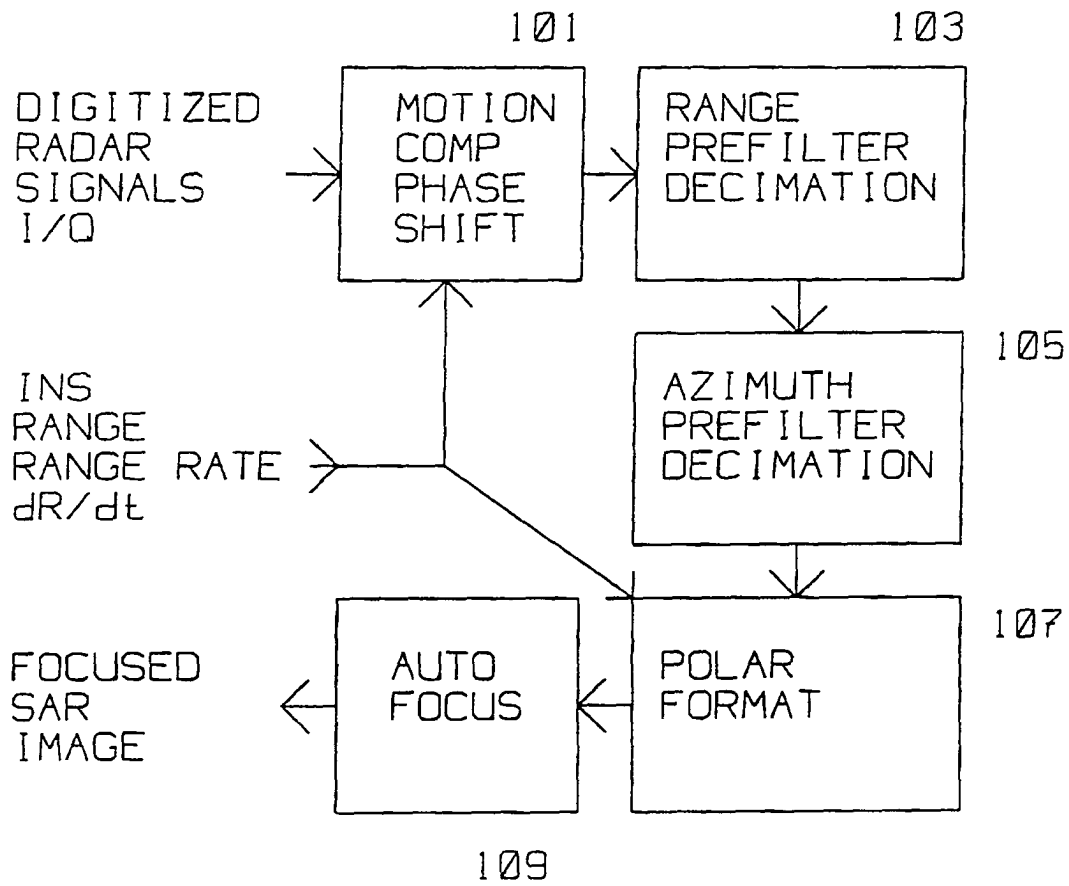 101
103
DIGITIZED
RADAR
SIGNALS
I/Q
MOTION
COMP
PHASE
SHIFT
RANGE
PREFILTER
DECIMATION
105
INS
RANGE
RANGE RATE
dR/dt
AZIMUTH
PREFILTER
DECIMATION
107
FOCUSED
SAR
IMAGE
AUTO
FOCUS
POLAR
FORMAT
109